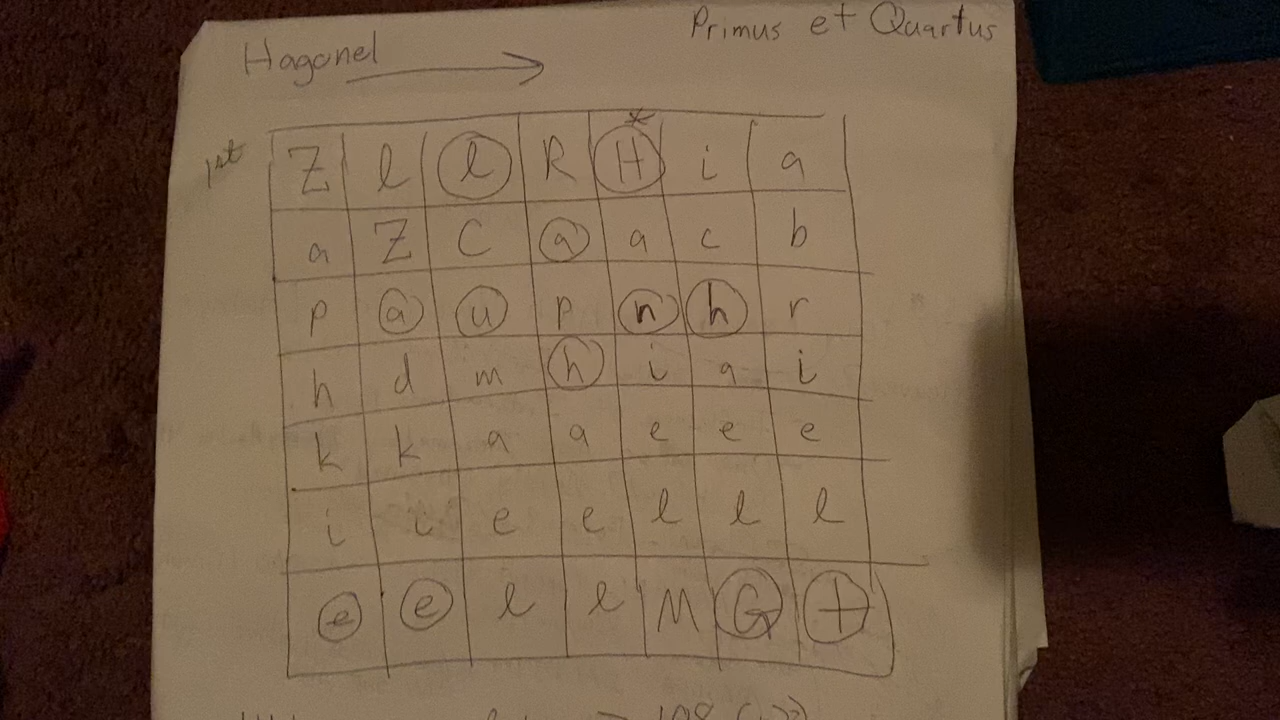 Hagonel
Primus et Quartus
1st
Z l l R H* i a
a Z C a a c b
p a u p n h r
h d m h i a i
k k a a e e e
i i e e l l l
e e l l M G +